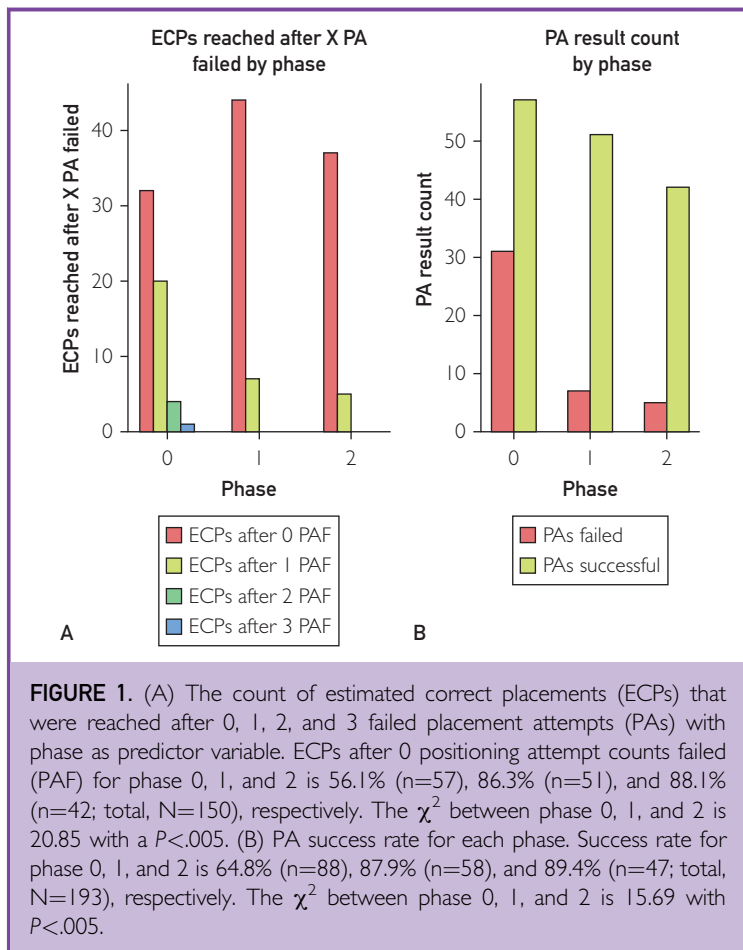 ECPs reached after X PA
failed by phase
ECPs reached after X PA failed
40
30
20
10
0
0 1 2
Phase
ECPs after 0 PAF
ECPs after 1 PAF
ECPs after 2 PAF
ECPs after 3 PAF
A
PA result count
by phase
PA result count
50
40
30
20
10
0
0 1 2
Phase
PAs failed
PAs successful
B
FIGURE 1. (A) The count of estimated correct placements (ECPs) that
were reached after 0, 1, 2, and 3 failed placement attempts (PAs) with
phase as predictor variable. ECPs after 0 positioning attempt counts failed
(PAF) for phase 0, 1, and 2 is 56.1% (n=57), 86.3% (n=51), and 88.1%
(n=42; total, N=150), respectively. The χ² between phase 0, 1, and 2 is
20.85 with a P<.005. (B) PA success rate for each phase. Success rate for
phase 0, 1, and 2 is 64.8% (n=88), 87.9% (n=58), and 89.4% (n=47; total,
N=193), respectively. The χ² between phase 0, 1, and 2 is 15.69 with
P<.005.